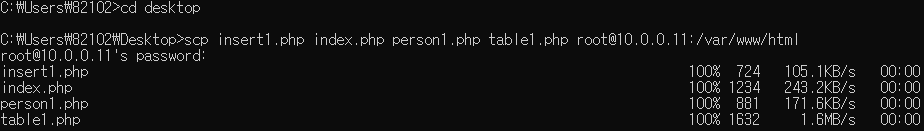 C:₩Users₩82102>cd desktop
C:₩Users₩82102₩Desktop>scp insert1.php index.php person1.php table1.php root@10.0.0.11:/var/www/html
root@10.0.0.11's password:
insert1.php 100% 724 105.1KB/s 00:00
index.php 100% 1234 243.2KB/s 00:00
person1.php 100% 881 171.6KB/s 00:00
table1.php 100% 1632 1.6MB/s 00:00